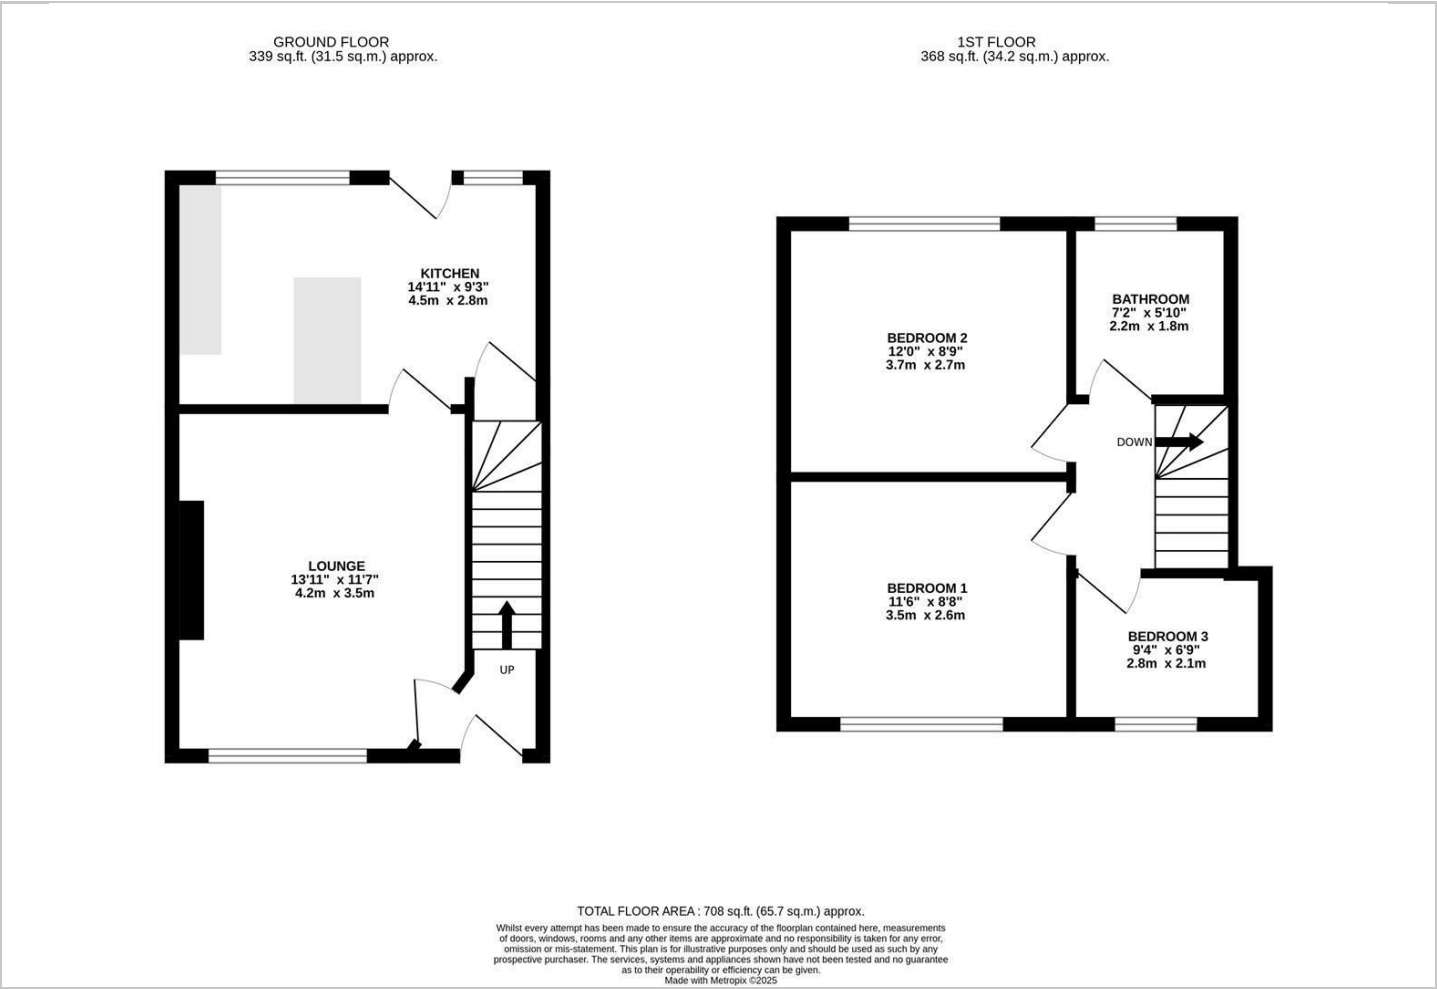 GROUND FLOOR
339 sq.ft. (31.5 sq.m.) approx.
1ST FLOOR
368 sq.ft. (34.2 sq.m.) approx.
KITCHEN
14'11" x 9'3"
4.5m x 2.8m
LOUNGE
13'11" x 11'7"
4.2m x 3.5m
UP
BEDROOM 2
12'0" x 8'9"
3.7m x 2.7m
BATHROOM
7'2" x 5'10"
2.2m x 1.8m
DOWN
BEDROOM 1
11'6" x 8'8"
3.5m x 2.6m
BEDROOM 3
9'4" x 6'9"
2.8m x 2.1m
TOTAL FLOOR AREA : 708 sq.ft. (65.7 sq.m.) approx.
Whilst every attempt has been made to ensure the accuracy of the floorplan contained here, measurements
of doors, windows, rooms and any other items are approximate and no responsibility is taken for any error,
omission or mis-statement. This plan is for illustrative purposes only and should be used as such by any
prospective purchaser. The services, systems and appliances shown have not been tested and no guarantee
as to their operability or efficiency can be given.
Made with Metropix ©2025